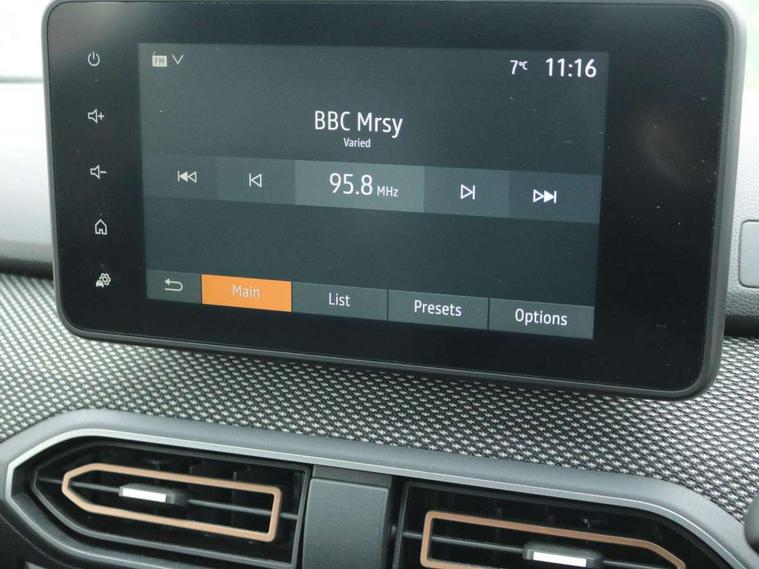 FM
7°C 11:16
BBC Mrsy
Varied
95.8 MHz
Main List Presets Options